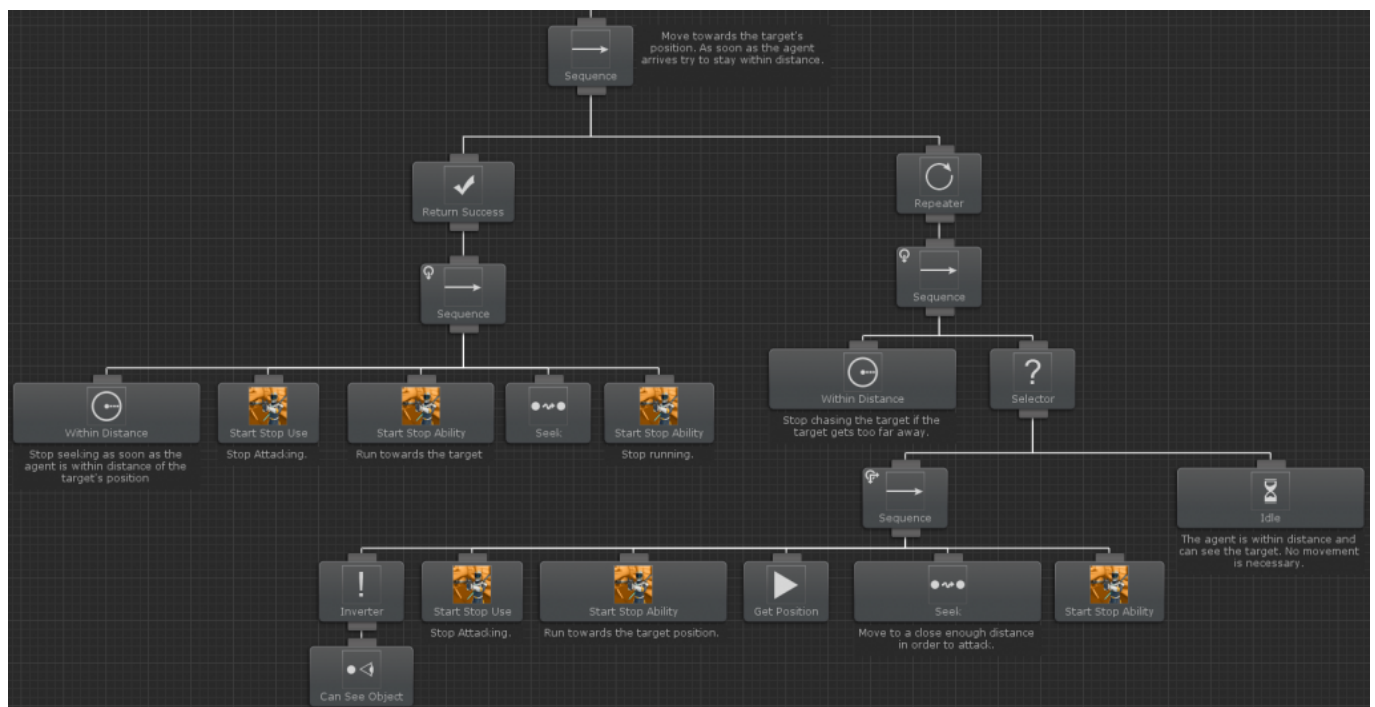 Sequence
Move towards the target's
position. As soon as the agent
arrives try to stay within distance.
Return Success
Repeater
Sequence
Sequence
Within Distance
Stop seeking as soon as the
agent is within distance of the
target's position
Start Stop Use
Stop Attacking.
Start Stop Ability
Run towards the target
Seek
Start Stop Ability
Stop running.
Within Distance
Stop chasing the target if the
target gets too far away.
Selector
Sequence
Idle
The agent is within distance and
can see the target. No movement
is necessary.
Inverter
Can See Object
Start Stop Use
Stop Attacking.
Start Stop Ability
Run towards the target position.
Get Position
Seek
Move to a close enough distance
in order to attack.
Start Stop Ability